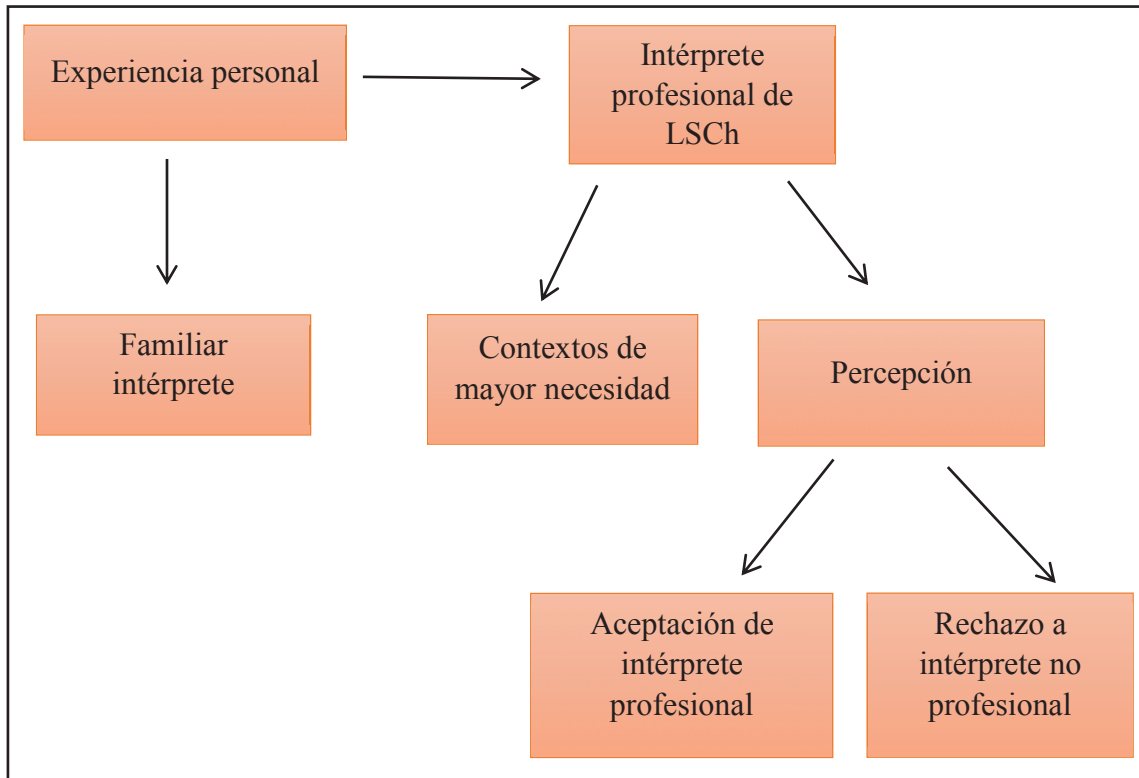 Experiencia personal
Intérprete
profesional de
LSCh
Familiar
intérprete
Contextos de
mayor necesidad
Percepción
Aceptación de
intérprete
profesional
Rechazo a
intérprete no
profesional